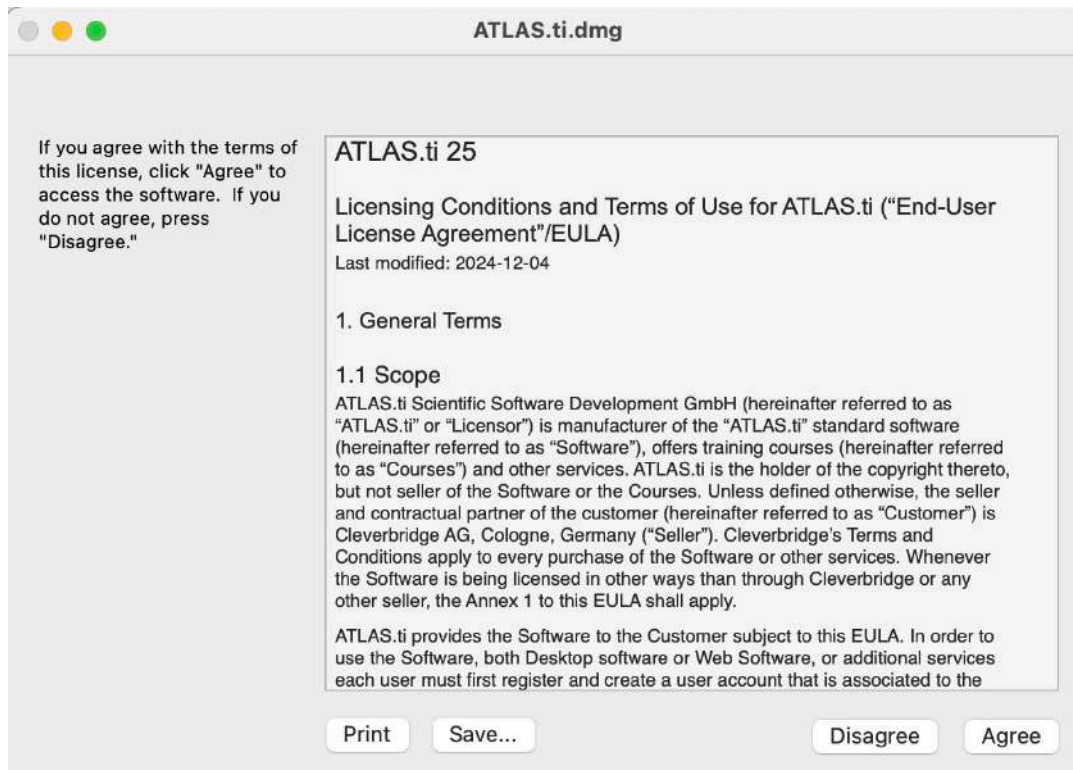 ATLAS.ti.dmg
If you agree with the terms of
this license, click "Agree" to
access the software.  If you
do not agree, press
"Disagree."
ATLAS.ti 25
Licensing Conditions and Terms of Use for ATLAS.ti (“End-User
License Agreement”/EULA)
Last modified: 2024-12-04
1. General Terms
1.1 Scope
ATLAS.ti Scientific Software Development GmbH (hereinafter referred to as
“ATLAS.ti” or “Licensor”) is manufacturer of the “ATLAS.ti” standard software
(hereinafter referred to as “Software”), offers training courses (hereinafter referred
to as “Courses”) and other services. ATLAS.ti is the holder of the copyright thereto,
but not seller of the Software or the Courses. Unless defined otherwise, the seller
and contractual partner of the customer (hereinafter referred to as “Customer”) is
Cleverbridge AG, Cologne, Germany (“Seller”). Cleverbridge’s Terms and
Conditions apply to every purchase of the Software or other services. Whenever
the Software is being licensed in other ways than through Cleverbridge or any
other seller, the Annex 1 to this EULA shall apply.
ATLAS.ti provides the Software to the Customer subject to this EULA. In order to
use the Software, both Desktop software or Web Software, or additional services
each user must first register and create a user account that is associated to the
Print
Save...
Disagree
Agree